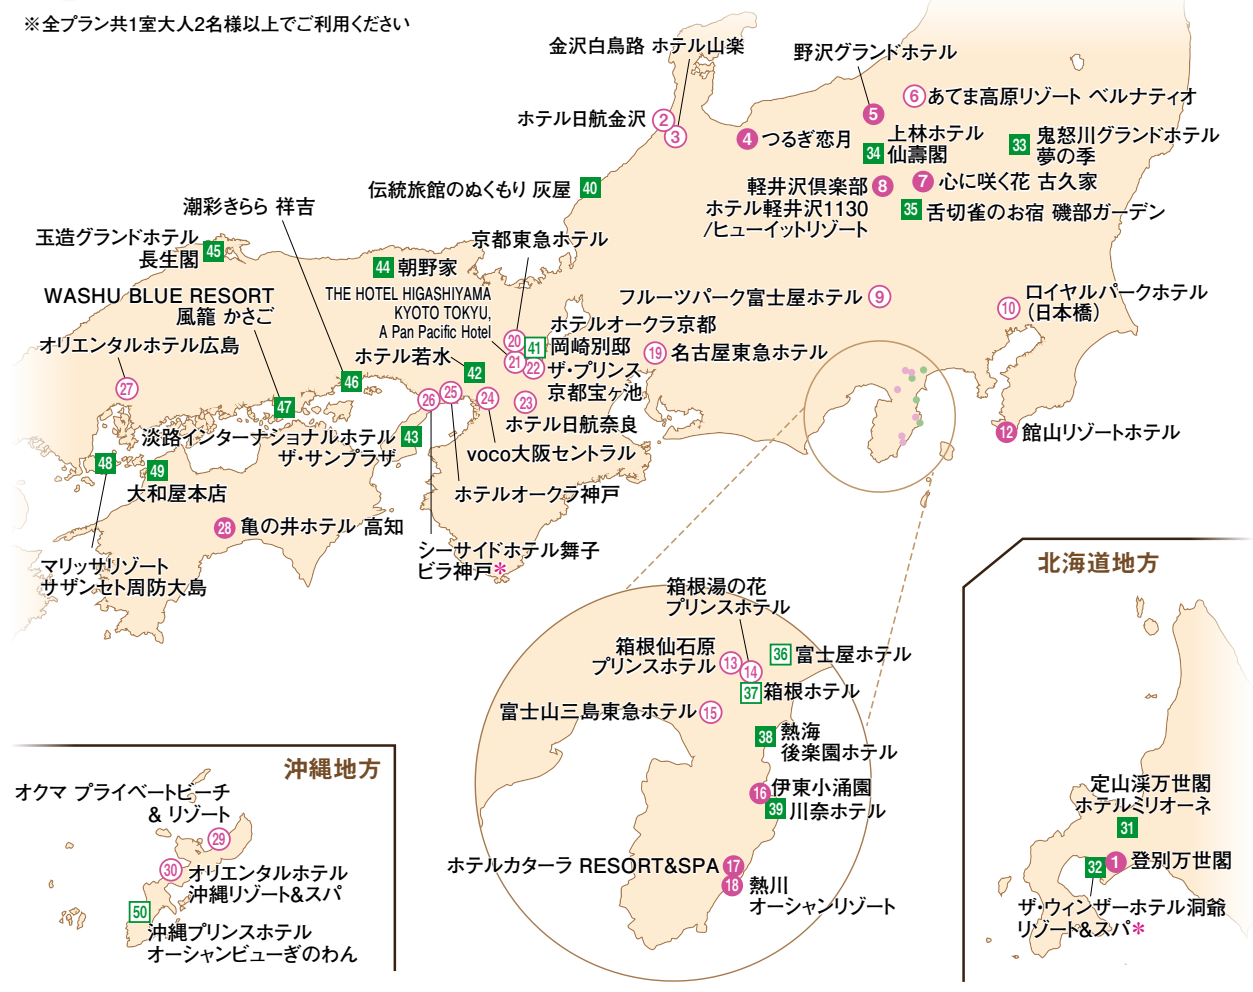 ※全プラン共1室大人2名様以上でご利用ください
金沢白鳥路 ホテル山楽
野沢グランドホテル
6 あてま高原リゾート ベルナティオ
5
ホテル日航金沢 2
3
4 つるぎ恋月
34 上林ホテル
仙壽閣
33 鬼怒川グランドホテル
夢の季
伝統旅館のぬくもり 灰屋 40
軽井沢倶楽部 8
ホテル軽井沢1130
/ヒューイットリゾート
7 心に咲く花 古久家
35 舌切雀のお宿 磯部ガーデン
潮彩きらら 祥吉
玉造グランドホテル
長生閣 45
京都東急ホテル
44 朝野家
WASHU BLUE RESORT
風籠 かさご
THE HOTEL HIGASHIYAMA
KYOTO TOKYU,
A Pan Pacific Hotel
フルーツパーク富士屋ホテル 9
10 ロイヤルパークホテル
(日本橋)
オリエンタルホテル広島
27
20
41 ホテルオークラ京都
岡崎別邸
21
22 ザ・プリンス
京都宝ヶ池
19 名古屋東急ホテル
ホテル若水 42
46
47
26
25
24
23
ホテル日航奈良
淡路インターナショナルホテル
ザ・サンプラザ 43
voco大阪セントラル
12 館山リゾートホテル
48
49
大和屋本店
ホテルオークラ神戸
28 亀の井ホテル 高知
シーサイドホテル舞子
ビラ神戸*
マリッサリゾート
サザンセト周防大島
箱根湯の花
プリンスホテル
箱根仙石原
プリンスホテル 13
14
36 富士屋ホテル
37 箱根ホテル
富士山三島東急ホテル 15
38 熱海
後楽園ホテル
16 伊東小涌園
39 川奈ホテル
ホテルカターラ RESORT&SPA 17
18 熱川
オーシャンリゾート
沖縄地方
オクマ プライベートビーチ
& リゾート
29
30 オリエンタルホテル
沖縄リゾート&スパ
50
沖縄プリンスホテル
オーシャンビューぎのわん
北海道地方
定山渓万世閣
ホテルミリオーネ
31
32
1 登別万世閣
ザ・ウィンザーホテル洞爺
リゾート&スパ*